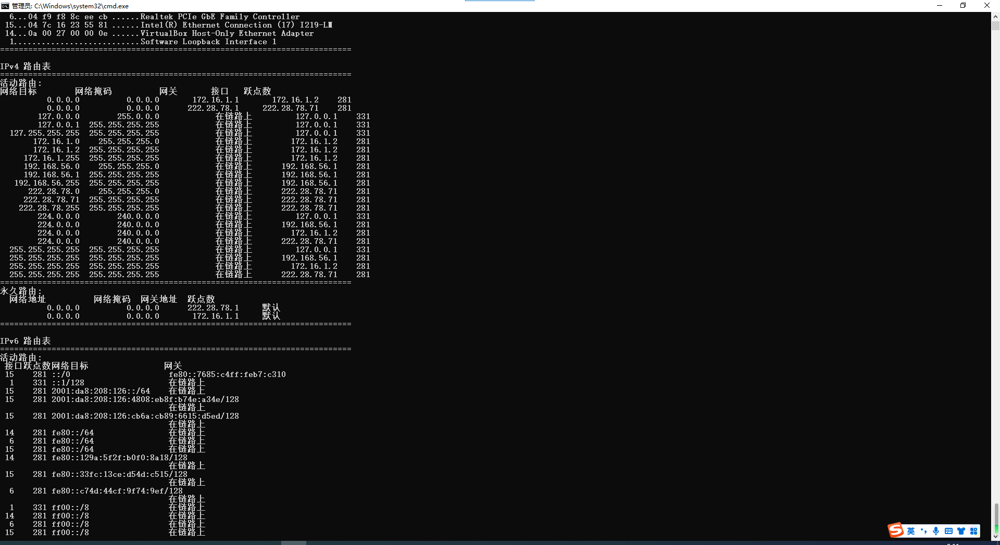 管理员: C:\Windows\system32\cmd.exe
6...04 f9 f8 8c ee cb ......Realtek PCIe GbE Family Controller
15...04 7c 16 23 55 81 ......Intel(R) Ethernet Connection (17) I219-LM
14...0a 00 27 00 00 0e ......VirtualBox Host-Only Ethernet Adapter
1...........................Software Loopback Interface 1
===========================================================================
IPv4 路由表
===========================================================================
活动路由:
网络目标 网络掩码 网关 接口 跃点数
0.0.0.0 0.0.0.0 172.16.1.1 172.16.1.2 281
0.0.0.0 0.0.0.0 222.28.78.1 222.28.78.71 281
127.0.0.0 255.0.0.0 在链路上 127.0.0.1 331
127.0.0.1 255.255.255.255 在链路上 127.0.0.1 331
127.255.255.255 255.255.255.255 在链路上 127.0.0.1 331
172.16.1.0 255.255.255.0 在链路上 172.16.1.2 281
172.16.1.2 255.255.255.255 在链路上 172.16.1.2 281
172.16.1.255 255.255.255.255 在链路上 172.16.1.2 281
192.168.56.0 255.255.255.0 在链路上 192.168.56.1 281
192.168.56.1 255.255.255.255 在链路上 192.168.56.1 281
192.168.56.255 255.255.255.255 在链路上 192.168.56.1 281
222.28.78.0 255.255.255.0 在链路上 222.28.78.71 281
222.28.78.71 255.255.255.255 在链路上 222.28.78.71 281
222.28.78.255 255.255.255.255 在链路上 222.28.78.71 281
224.0.0.0 240.0.0.0 在链路上 127.0.0.1 331
224.0.0.0 240.0.0.0 在链路上 192.168.56.1 281
224.0.0.0 240.0.0.0 在链路上 172.16.1.2 281
224.0.0.0 240.0.0.0 在链路上 222.28.78.71 281
255.255.255.255 255.255.255.255 在链路上 127.0.0.1 331
255.255.255.255 255.255.255.255 在链路上 192.168.56.1 281
255.255.255.255 255.255.255.255 在链路上 172.16.1.2 281
255.255.255.255 255.255.255.255 在链路上 222.28.78.71 281
===========================================================================
永久路由:
网络地址 网络掩码 网关地址 跃点数
0.0.0.0 0.0.0.0 222.28.78.1 默认
0.0.0.0 0.0.0.0 172.16.1.1 默认
===========================================================================
IPv6 路由表
===========================================================================
活动路由:
接口跃点数网络目标 网关
15 281 ::/0 fe80::7685:c4ff:feb7:c310
1 331 ::1/128 在链路上
15 281 2001:da8:208:126::/64 在链路上
15 281 2001:da8:208:126:4808:eb8f:b74e:a34e/128
在链路上
15 281 2001:da8:208:126:cb6a:cb89:6615:d5ed/128
在链路上
14 281 fe80::/64 在链路上
6 281 fe80::/64 在链路上
15 281 fe80::/64 在链路上
14 281 fe80::129a:5f2f:b0f0:8a18/128
在链路上
15 281 fe80::33fc:13ce:d54d:c515/128
在链路上
6 281 fe80::c74d:44cf:9f74:9ef/128
在链路上
1 331 ff00::/8 在链路上
14 281 ff00::/8 在链路上
6 281 ff00::/8 在链路上
15 281 ff00::/8 在链路上
英